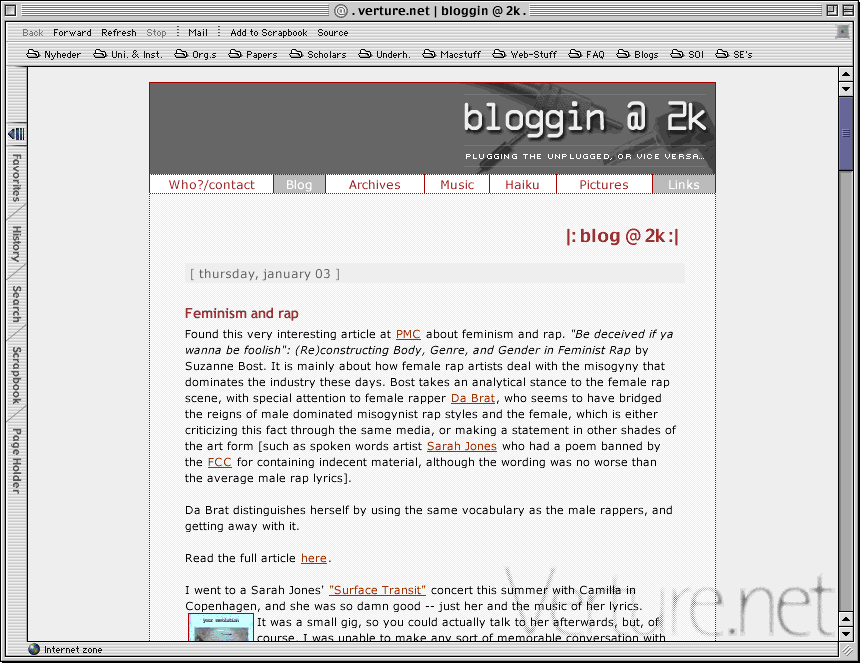 . verture.net | bloggin @ 2k .
Back Forward Refresh Stop Mail Add to Scrapbook Source
Nyheder Uni. & Inst. Org.s Papers Scholars Underh. Macstuff Web-Stuff FAQ Blogs SOI SE's
Favorites
History
Search
Scrapbook
Page Holder
bloggin @ 2k
PLUGGING THE UNPLUGGED, OR VICE VERSA...
Who?/contact Blog Archives Music Haiku Pictures Links
|: blog @ 2k :|
[ thursday, january 03 ]
Feminism and rap
Found this very interesting article at PMC about feminism and rap. "Be deceived if ya
wanna be foolish": (Re)constructing Body, Genre, and Gender in Feminist Rap by
Suzanne Bost. It is mainly about how female rap artists deal with the misogyny that
dominates the industry these days. Bost takes an analytical stance to the female rap
scene, with special attention to female rapper Da Brat, who seems to have bridged
the reigns of male dominated misogynist rap styles and the female, which is either
criticizing this fact through the same media, or making a statement in other shades of
the art form [such as spoken words artist Sarah Jones who had a poem banned by
the FCC for containing indecent material, although the wording was no worse than
the average male rap lyrics].
Da Brat distinguishes herself by using the same vocabulary as the male rappers, and
getting away with it.
Read the full article here.
I went to a Sarah Jones' "Surface Transit" concert this summer with Camilla in
Copenhagen, and she was so damn good -- just her and the music of her lyrics.
your revolution
It was a small gig, so you could actually talk to her afterwards, but, of
course, I was unable to make any sort of memorable conversation with
Verture.net
Internet zone